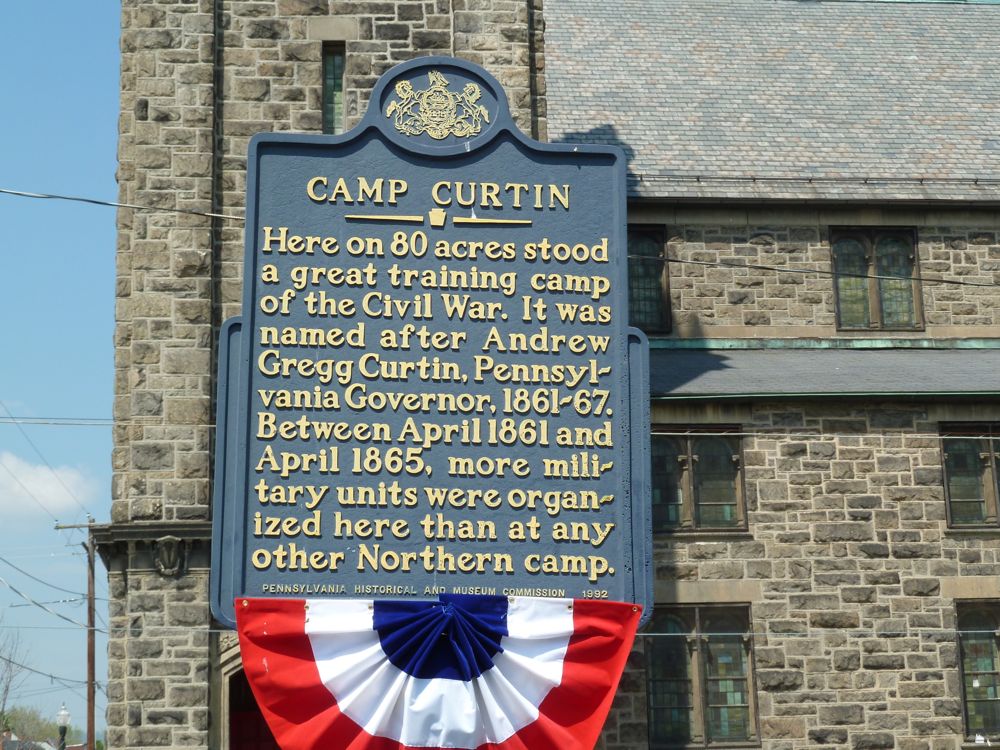 CAMP CURTIN
Here on 80 acres stood
a great training camp
of the Civil War. It was
named after Andrew
Gregg Curtin, Pennsyl-
vania Governor, 1861-67.
Between April 1861 and
April 1865, more mili-
tary units were organ-
ized here than at any
other Northern camp.
PENNSYLVANIA HISTORICAL AND MUSEUM COMMISSION 1992